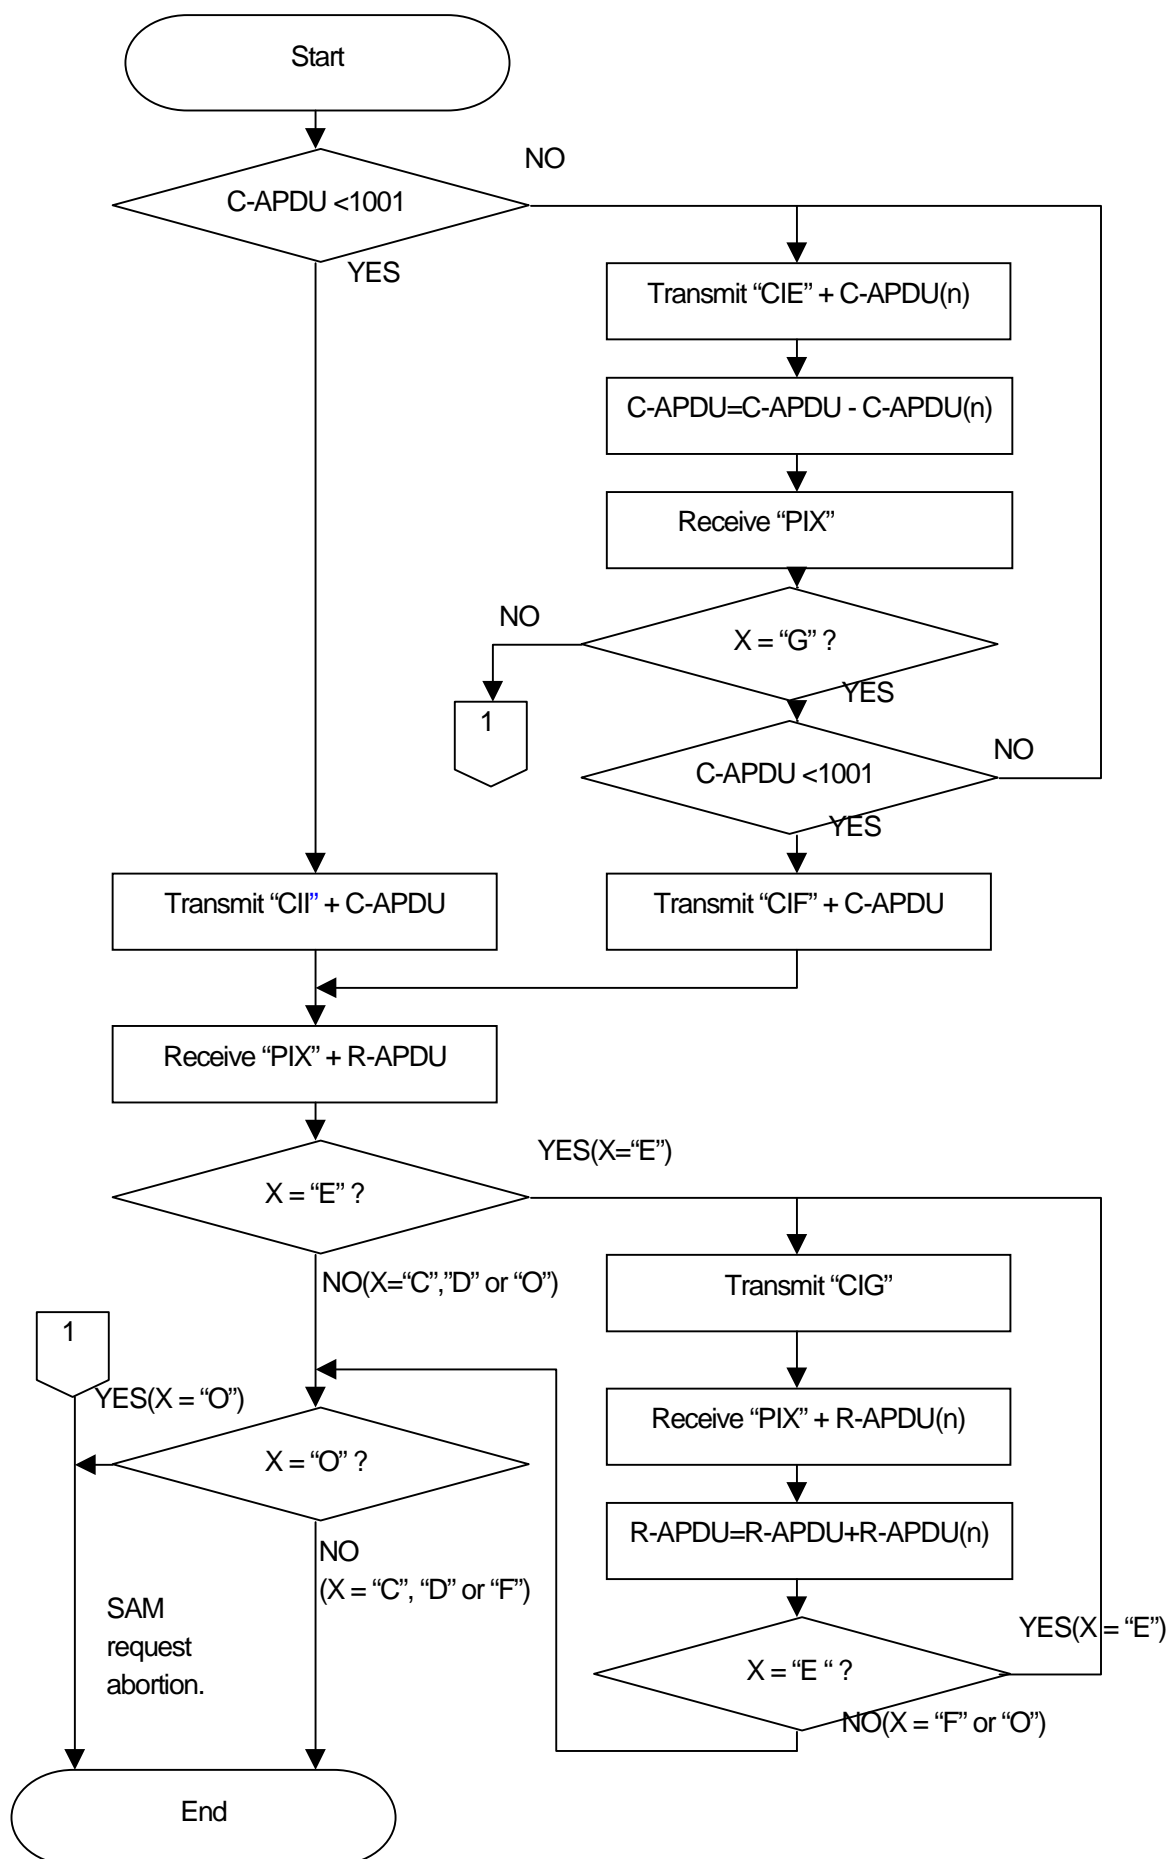 Start
C-APDU <1001
NO
YES
Transmit “CIE” + C-APDU(n)
C-APDU=C-APDU - C-APDU(n)
Receive “PIX”
X = “G” ?
NO
YES
1
C-APDU <1001
NO
YES
Transmit “CII” + C-APDU
Transmit “CIF” + C-APDU
Receive “PIX” + R-APDU
X = “E” ?
YES(X=“E”)
NO(X=“C”,”D” or “O”)
Transmit “CIG”
1
YES(X = “O”)
Receive “PIX” + R-APDU(n)
X = “O” ?
R-APDU=R-APDU+R-APDU(n)
NO
(X = “C”, “D” or “F”)
SAM
request
abortion.
YES(X = “E”)
X = “E “ ?
NO(X = “F” or “O”)
End